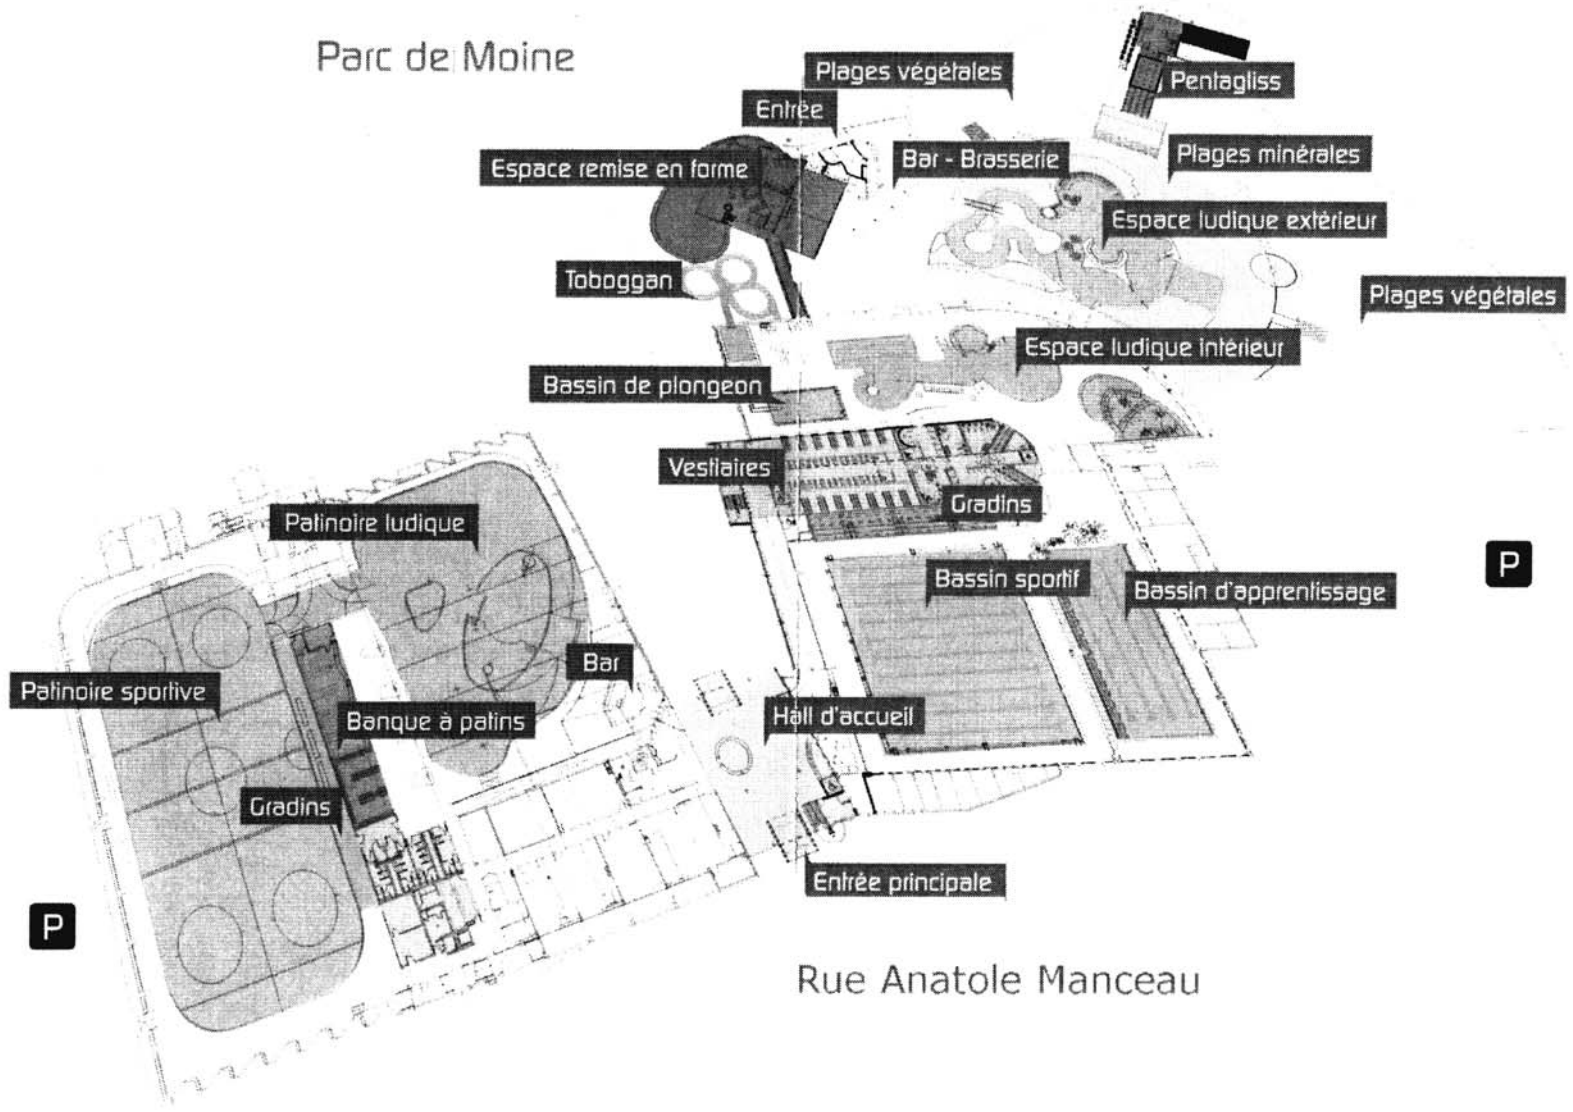 Parc de Moine
Plages végétales
Pentagliss
Entrée
Bar - Brasserie
Plages minérales
Espace remise en forme
Espace ludique extérieur
Toboggan
Plages végétales
Espace ludique intérieur
Bassin de plongeon
Vestiaires
Gradins
Patinoire ludique
Bassin sportif
Bassin d'apprentissage
P
Bar
Patinoire sportive
Banque à patins
Hall d'accueil
Gradins
Entrée principale
P
Rue Anatole Manceau